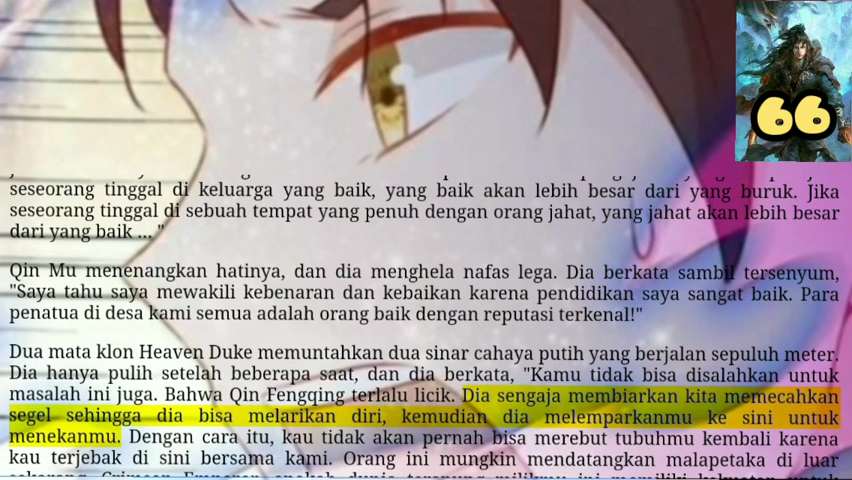 66
seseorang tinggal di keluarga yang baik, yang baik akan lebih besar dari yang buruk. Jika
seseorang tinggal di sebuah tempat yang penuh dengan orang jahat, yang jahat akan lebih besar
dari yang baik ... "
Qin Mu menenangkan hatinya, dan dia menghela nafas lega. Dia berkata sambil tersenyum,
"Saya tahu saya mewakili kebenaran dan kebaikan karena pendidikan saya sangat baik. Para
penatua di desa kami semua adalah orang baik dengan reputasi terkenal!"
Dua mata klon Heaven Duke memuntahkan dua sinar cahaya putih yang berjalan sepuluh meter.
Dia hanya pulih setelah beberapa saat, dan dia berkata, "Kamu tidak bisa disalahkan untuk
masalah ini juga. Bahwa Qin Fengqing terlalu licik. Dia sengaja membiarkan kita memecahkan
segel sehingga dia bisa melarikan diri, kemudian dia melemparkanmu ke sini untuk
menekanmu. Dengan cara itu, kau tidak akan pernah bisa merebut tubuhmu kembali karena
kau terjebak di sini bersama kami. Orang ini mungkin mendatangkan malapetaka di luar